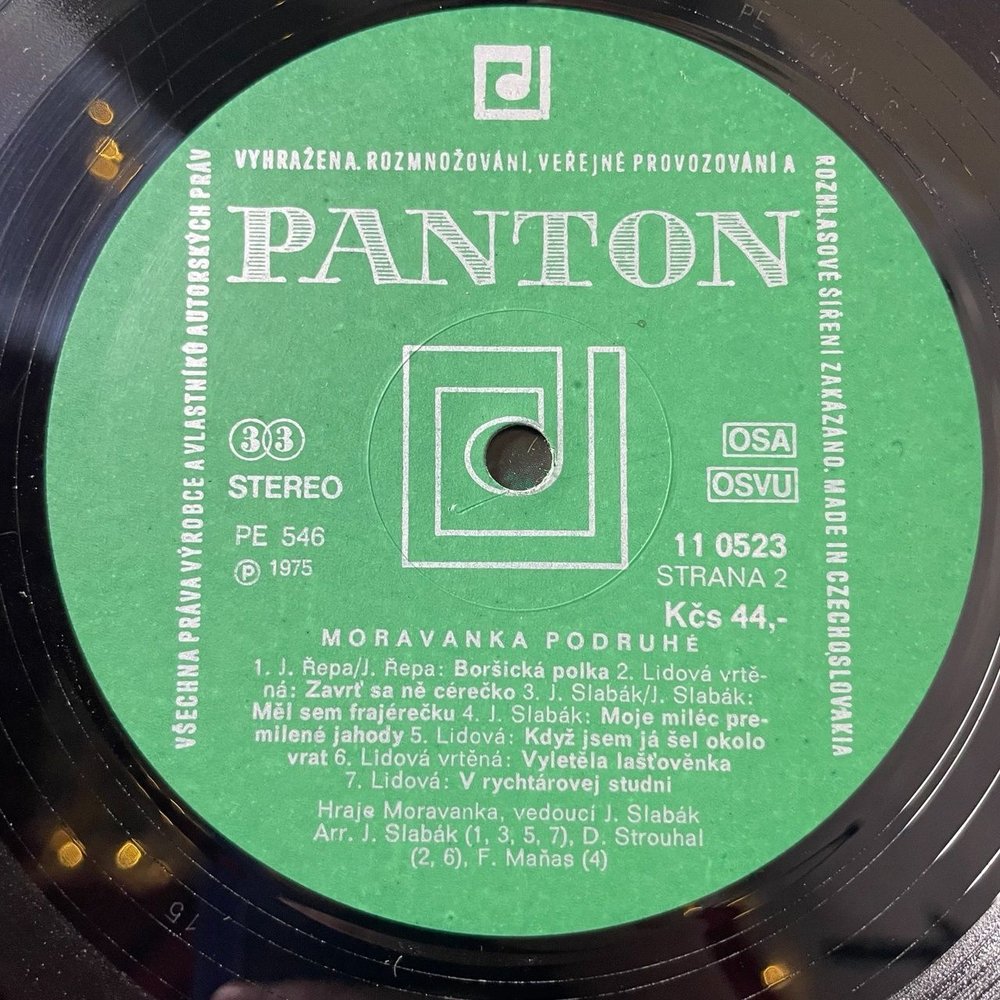 VŠECHNA PRÁVA VÝROBCE A VLASTNÍKO AUTORSKÝCH PRÁV
VYHRAŽENA. ROZMNOŽOVÁNÍ, VEŘEJNÉ PROVOZOVÁNÍ A
ROZHLASOVÉ ŠÍŘENÍ ZAKÁZÁNO. MADE IN CZECHOSLOVAKIA
PANTON
33
STEREO
PE 546
Ⓟ 1975
OSA
OSVU
11 0523
STRANA 2
Kčs 44,-
MORAVANKA PODRUHÉ
1. J. Řepa/J. Řepa: Boršická polka 2. Lidová vrtě-
ná: Zavrť sa ně cérečko 3. J. Slabák/J. Slabák:
Měl sem frajérečku 4. J. Slabák: Moje miléc pre-
milené jahody 5. Lidová: Když jsem já šel okolo
vrat 6. Lidová vrtěná: Vyletěla lašťověnka
7. Lidová: V rychtárovej studni
Hraje Moravanka, vedoucí J. Slabák
Arr. J. Slabák (1, 3, 5, 7), D. Strouhal
(2, 6), F. Maňas (4)